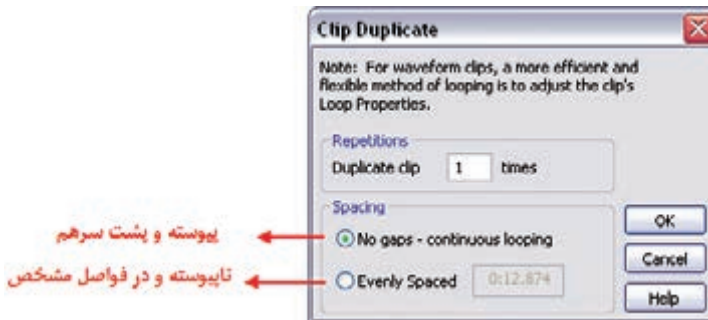 Clip Duplicate
Note: For waveform clips, a more efficient and
flexible method of looping is to adjust the clip's
Loop Properties.
Repetitions
Duplicate clip 1 times
Spacing
پیوسته و پشت سرهم
No gaps - continuous looping
OK
ناپیوسته و در فواصل مشخص
Evenly Spaced 0:12.874
Cancel
Help